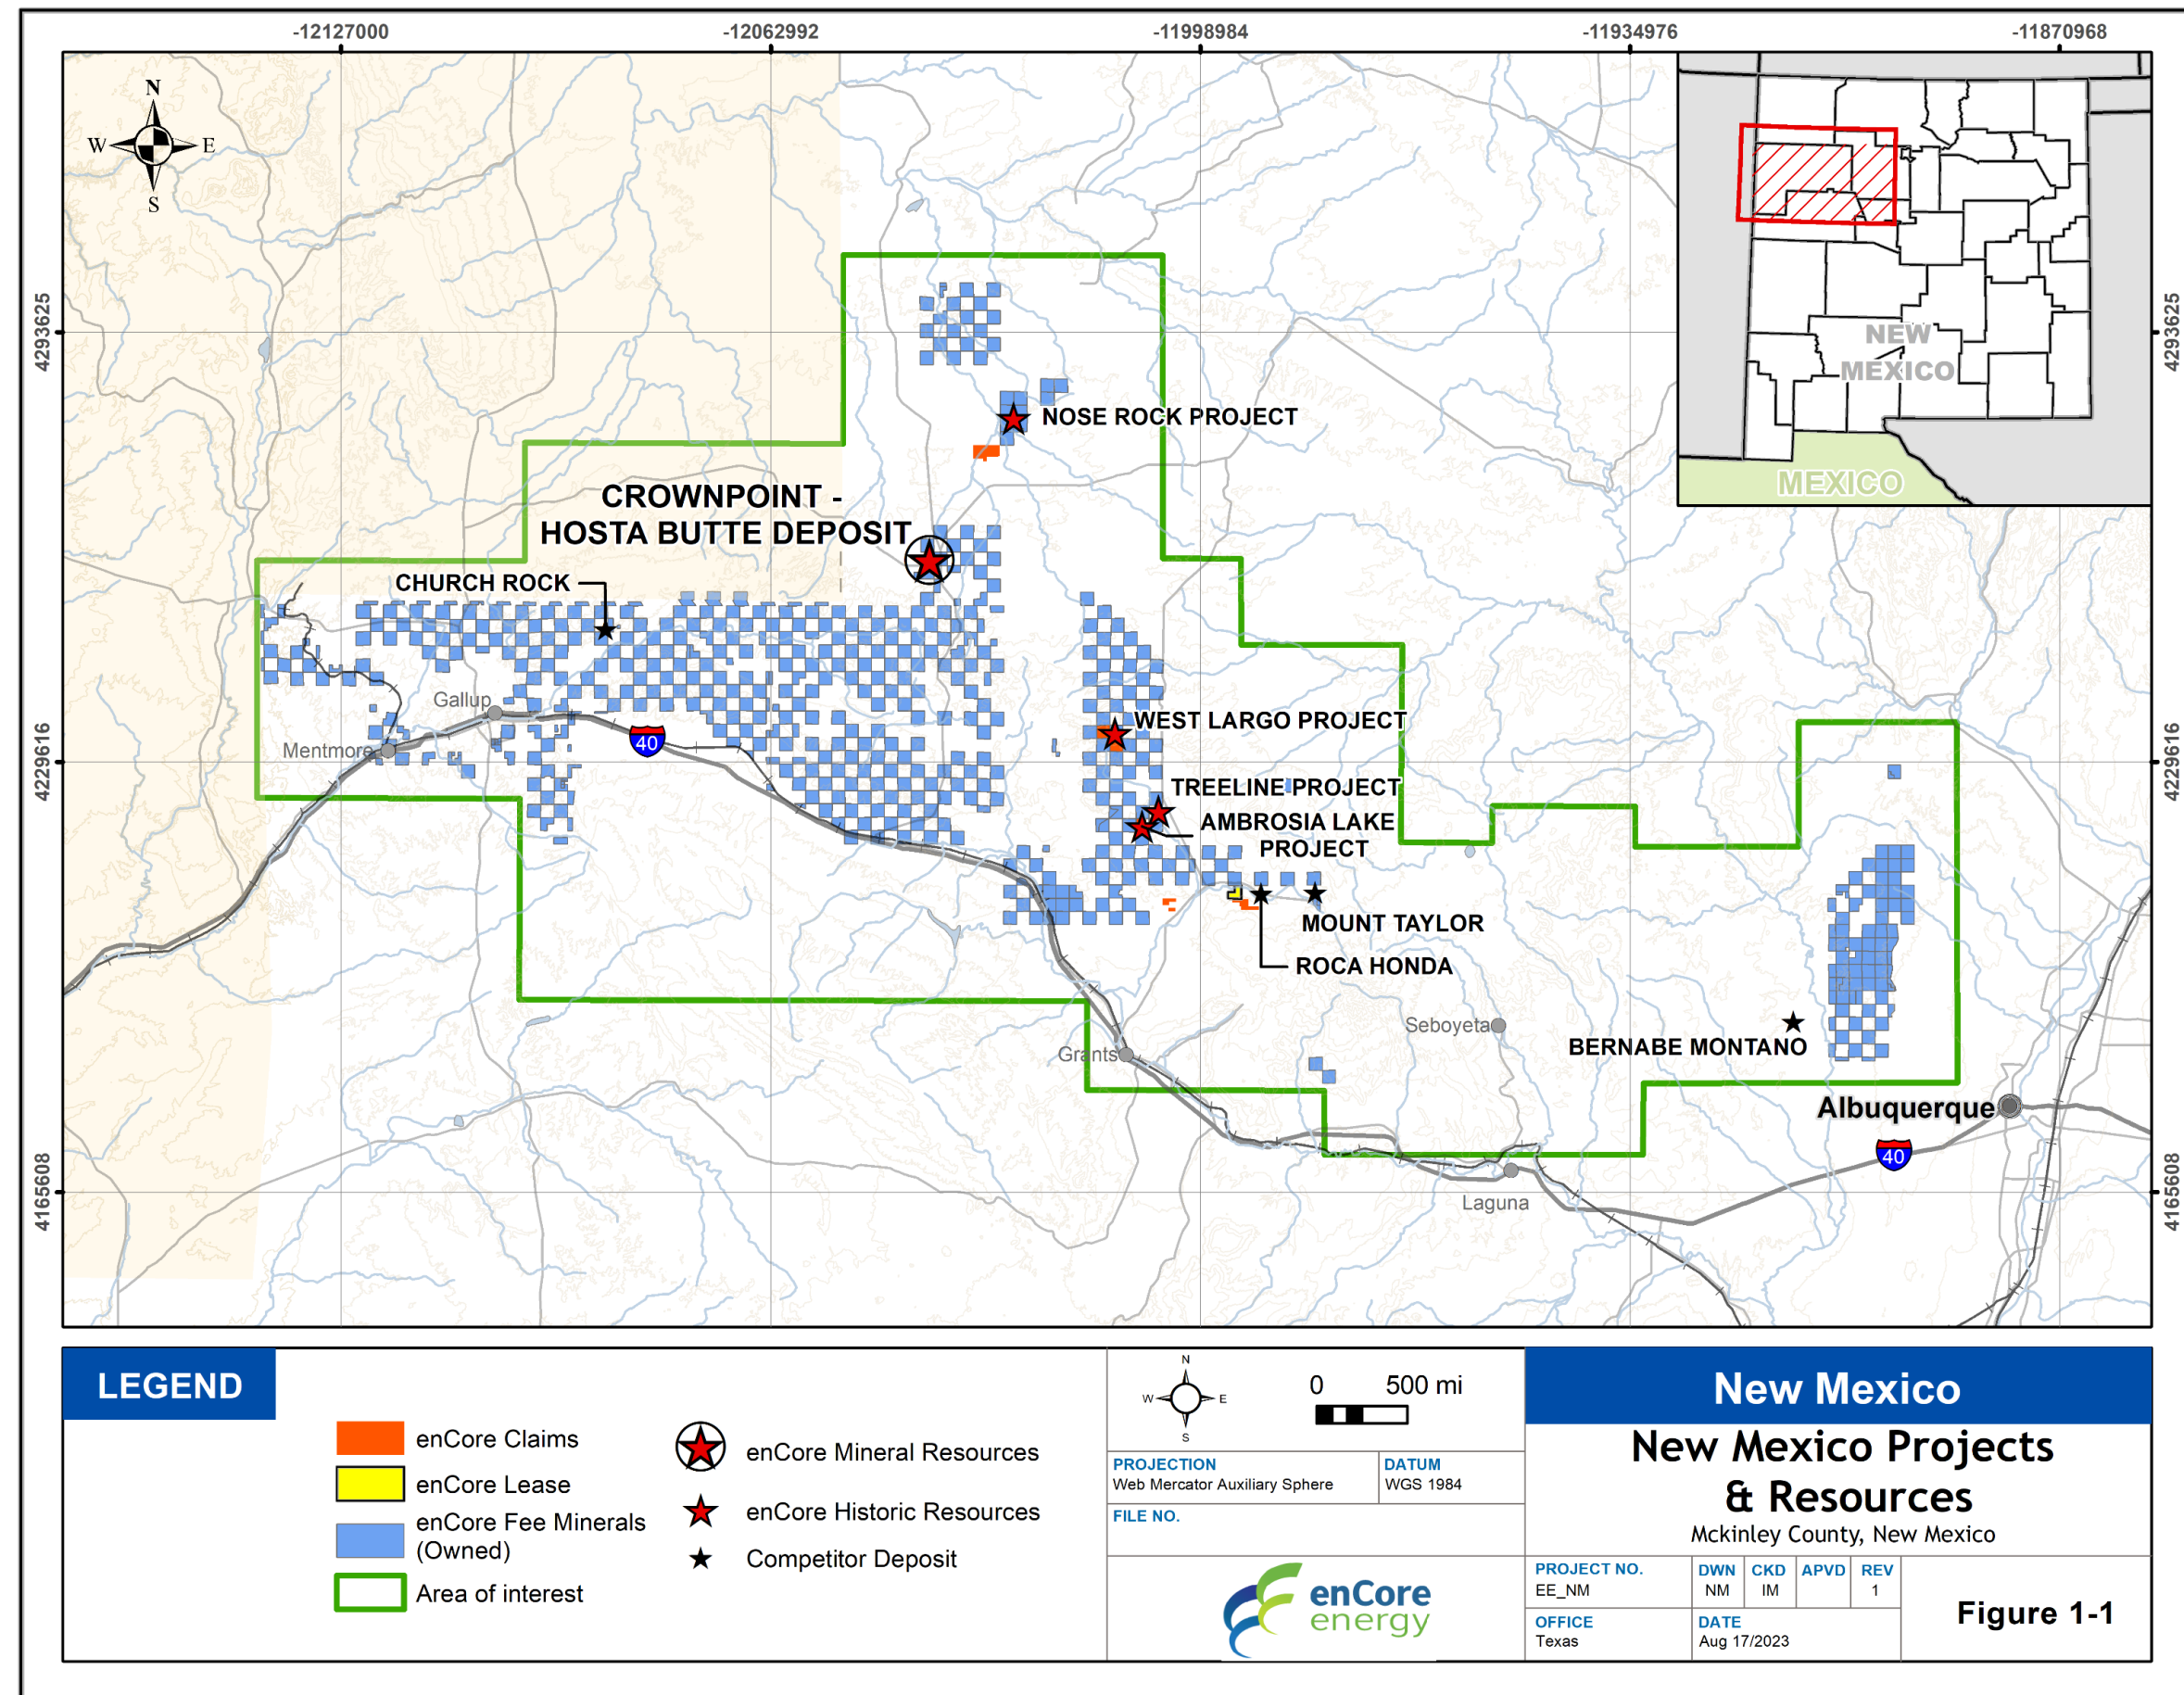 -12127000
-12062992
-11998984
-11934976
-11870968
N
W
E
S
4293625
4293625
NEW
MEXICO
MEXICO
NOSE ROCK PROJECT
CROWNPOINT -
HOSTA BUTTE DEPOSIT
CHURCH ROCK
Gallup
Mentmore
40
WEST LARGO PROJECT
4229616
4229616
TREELINE PROJECT
AMBROSIA LAKE
PROJECT
MOUNT TAYLOR
ROCA HONDA
Seboyeta
BERNABE MONTANO
Grants
Albuquerque
40
4165608
4165608
Laguna
LEGEND
enCore Claims
enCore Lease
enCore Fee Minerals
(Owned)
Area of interest
enCore Mineral Resources
enCore Historic Resources
Competitor Deposit
N
W
E
S
0 500 mi
PROJECTION
Web Mercator Auxiliary Sphere
DATUM
WGS 1984
FILE NO.
enCore
energy
New Mexico
New Mexico Projects
& Resources
Mckinley County, New Mexico
PROJECT NO.
EE_NM
DWN
NM
CKD
IM
APVD
REV
1
OFFICE
Texas
DATE
Aug 17/2023
Figure 1-1